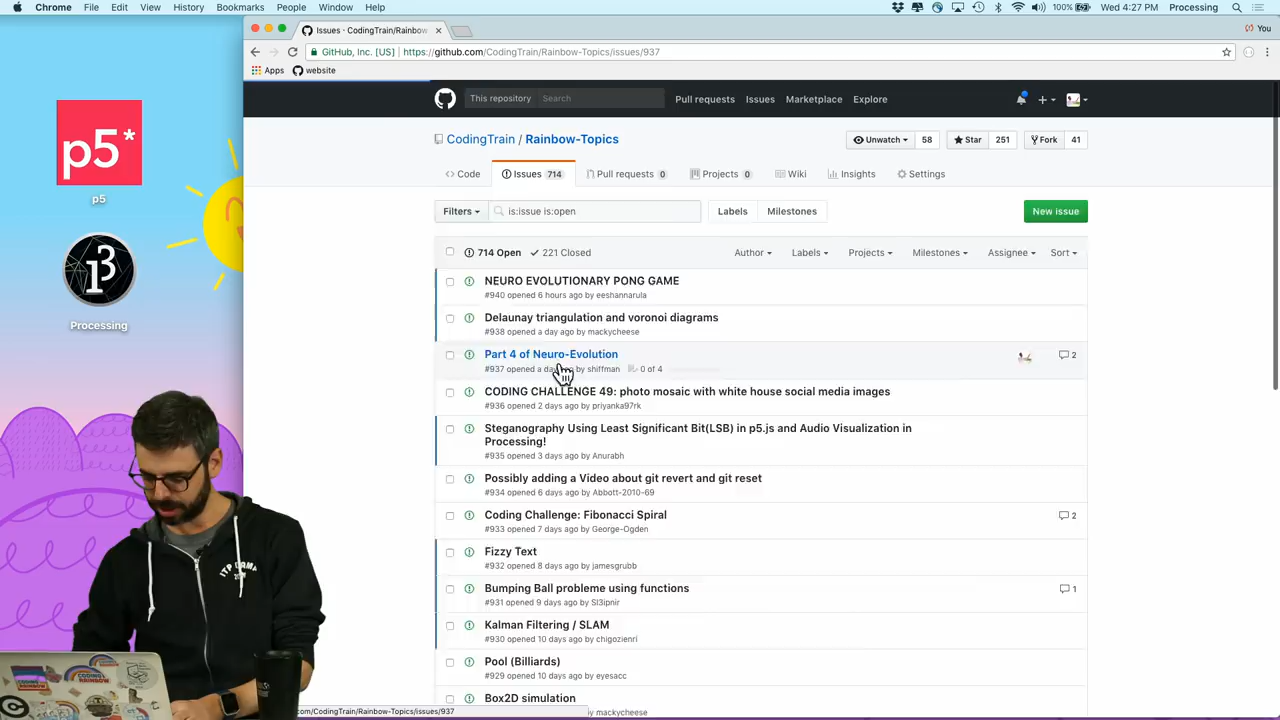 Chrome File Edit View History Bookmarks People Window Help 100% Wed 4:27 PM Processing
Issues · CodingTrain/Rainbow You
GitHub, Inc. [US] https://github.com/CodingTrain/Rainbow-Topics/issues/937
Apps website
This repository Search Pull requests Issues Marketplace Explore
CodingTrain / Rainbow-Topics Unwatch 58 Star 251 Fork 41
Code Issues 714 Pull requests 0 Projects 0 Wiki Insights Settings
Filters is:issue is:open Labels Milestones New issue
714 Open 221 Closed Author Labels Projects Milestones Assignee Sort
NEURO EVOLUTIONARY PONG GAME
#940 opened 6 hours ago by eeshannarula
Delaunay triangulation and voronoi diagrams
#938 opened a day ago by mackycheese
Part 4 of Neuro-Evolution 2
#937 opened a day by shiffman 0 of 4
CODING CHALLENGE 49: photo mosaic with white house social media images
#936 opened 2 days ago by priyanka97rk
Steganography Using Least Significant Bit(LSB) in p5.js and Audio Visualization in
Processing!
#935 opened 3 days ago by Anurabh
Possibly adding a Video about git revert and git reset
#934 opened 6 days ago by Abbott-2010-69
Coding Challenge: Fibonacci Spiral 2
#933 opened 7 days ago by George-Ogden
Fizzy Text
#932 opened 8 days ago by jamesgrubb
Bumping Ball probleme using functions 1
#931 opened 9 days ago by Sl3ipnir
Kalman Filtering / SLAM
#930 opened 10 days ago by chigozienri
Pool (Billiards)
#929 opened 10 days ago by eyesacc
Box2D simulation
com/CodingTrain/Rainbow-Topics/issues/937 mackycheese
p5*
p5
Processing
ITP CAMP